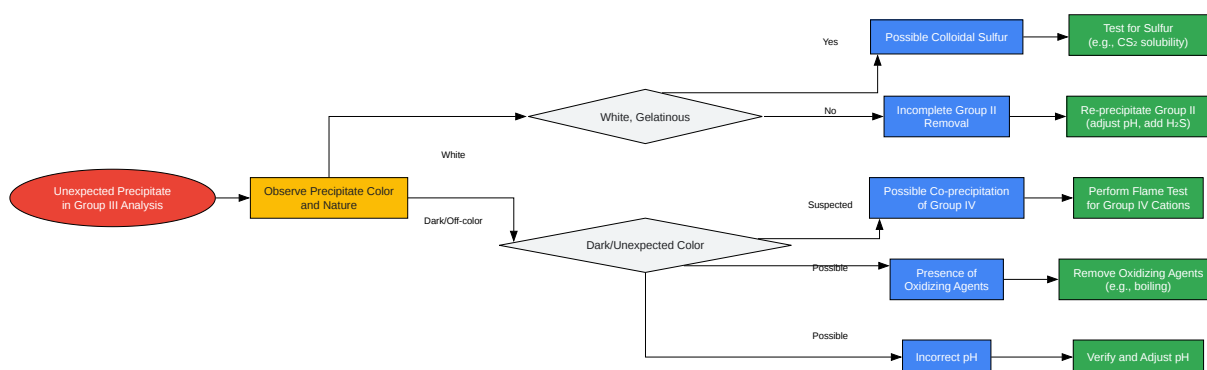 Unexpected Precipitate
in Group III Analysis
Observe Precipitate Color
and Nature
White
Dark/Off-color
White, Gelatinous
Yes
No
Possible Colloidal Sulfur
Test for Sulfur
(e.g., CS₂ solubility)
Incomplete Group II
Removal
Re-precipitate Group II
(adjust pH, add H₂S)
Dark/Unexpected Color
Suspected
Possible Co-precipitation
of Group IV
Perform Flame Test
for Group IV Cations
Possible
Presence of
Oxidizing Agents
Remove Oxidizing Agents
(e.g., boiling)
Possible
Incorrect pH
Verify and Adjust pH